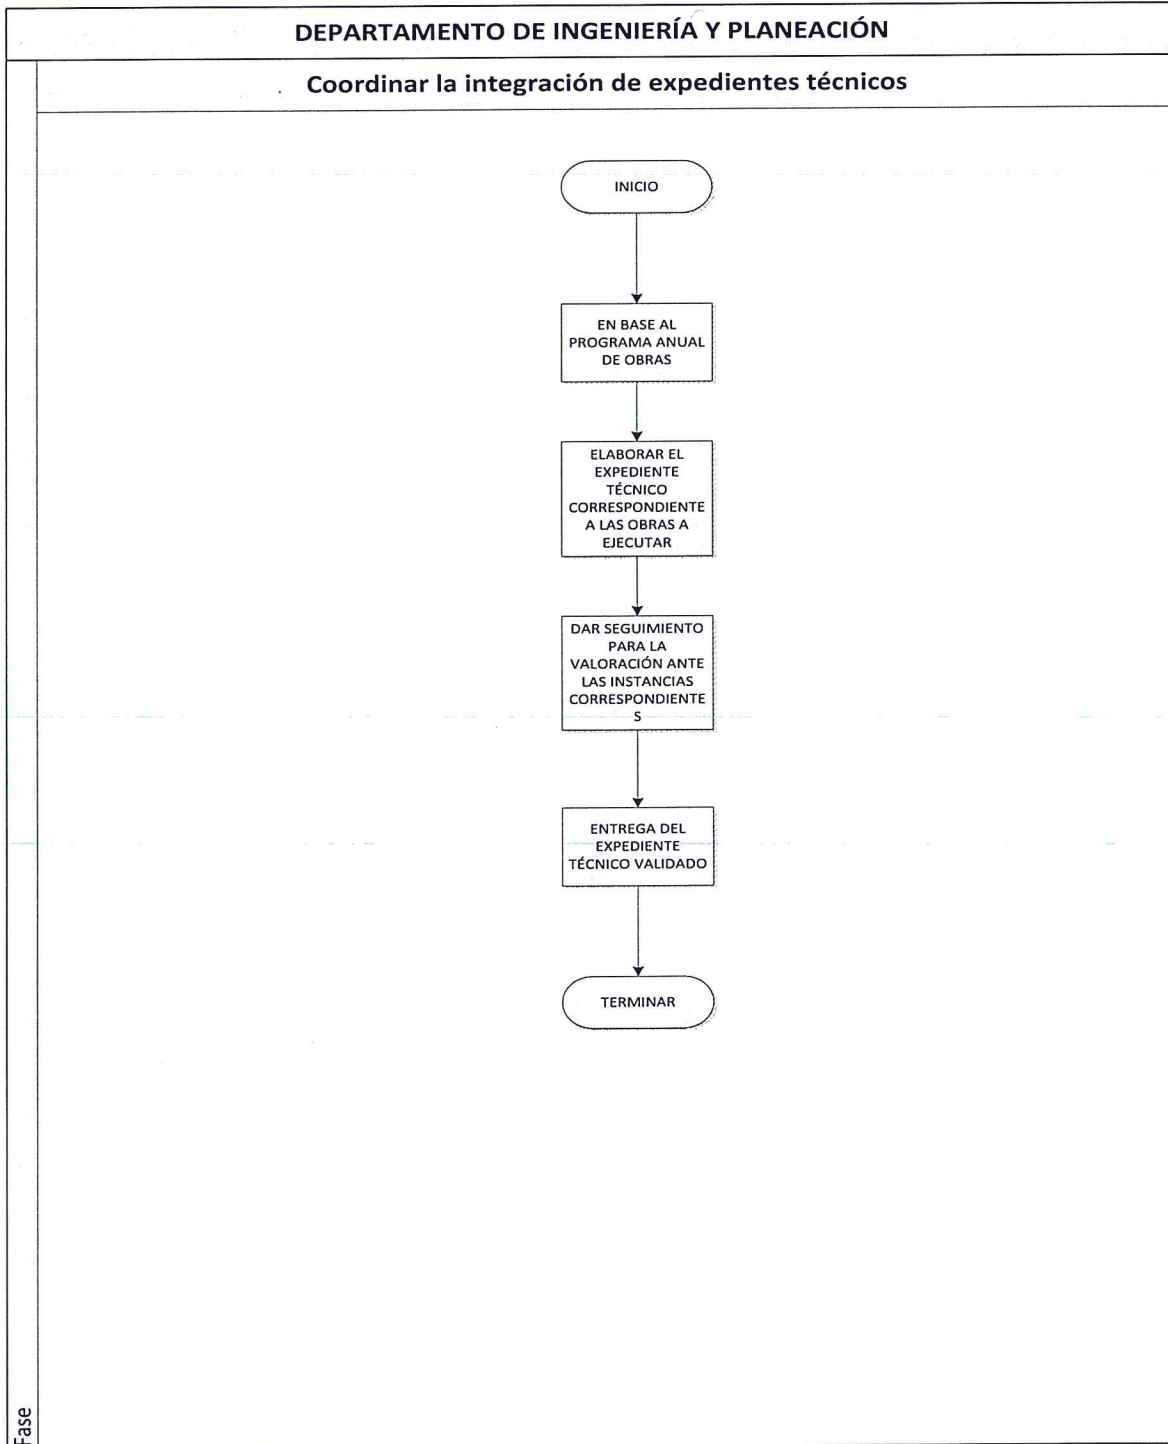 DEPARTAMENTO DE INGENIERÍA Y PLANEACIÓN
Coordinar la integración de expedientes técnicos
INICIO
EN BASE AL
PROGRAMA ANUAL
DE OBRAS
ELABORAR EL
EXPEDIENTE
TÉCNICO
CORRESPONDIENTE
A LAS OBRAS A
EJECUTAR
DAR SEGUIMIENTO
PARA LA
VALORACIÓN ANTE
LAS INSTANCIAS
CORRESPONDIENTE
S
ENTREGA DEL
EXPEDIENTE
TÉCNICO VALIDADO
TERMINAR
Fase